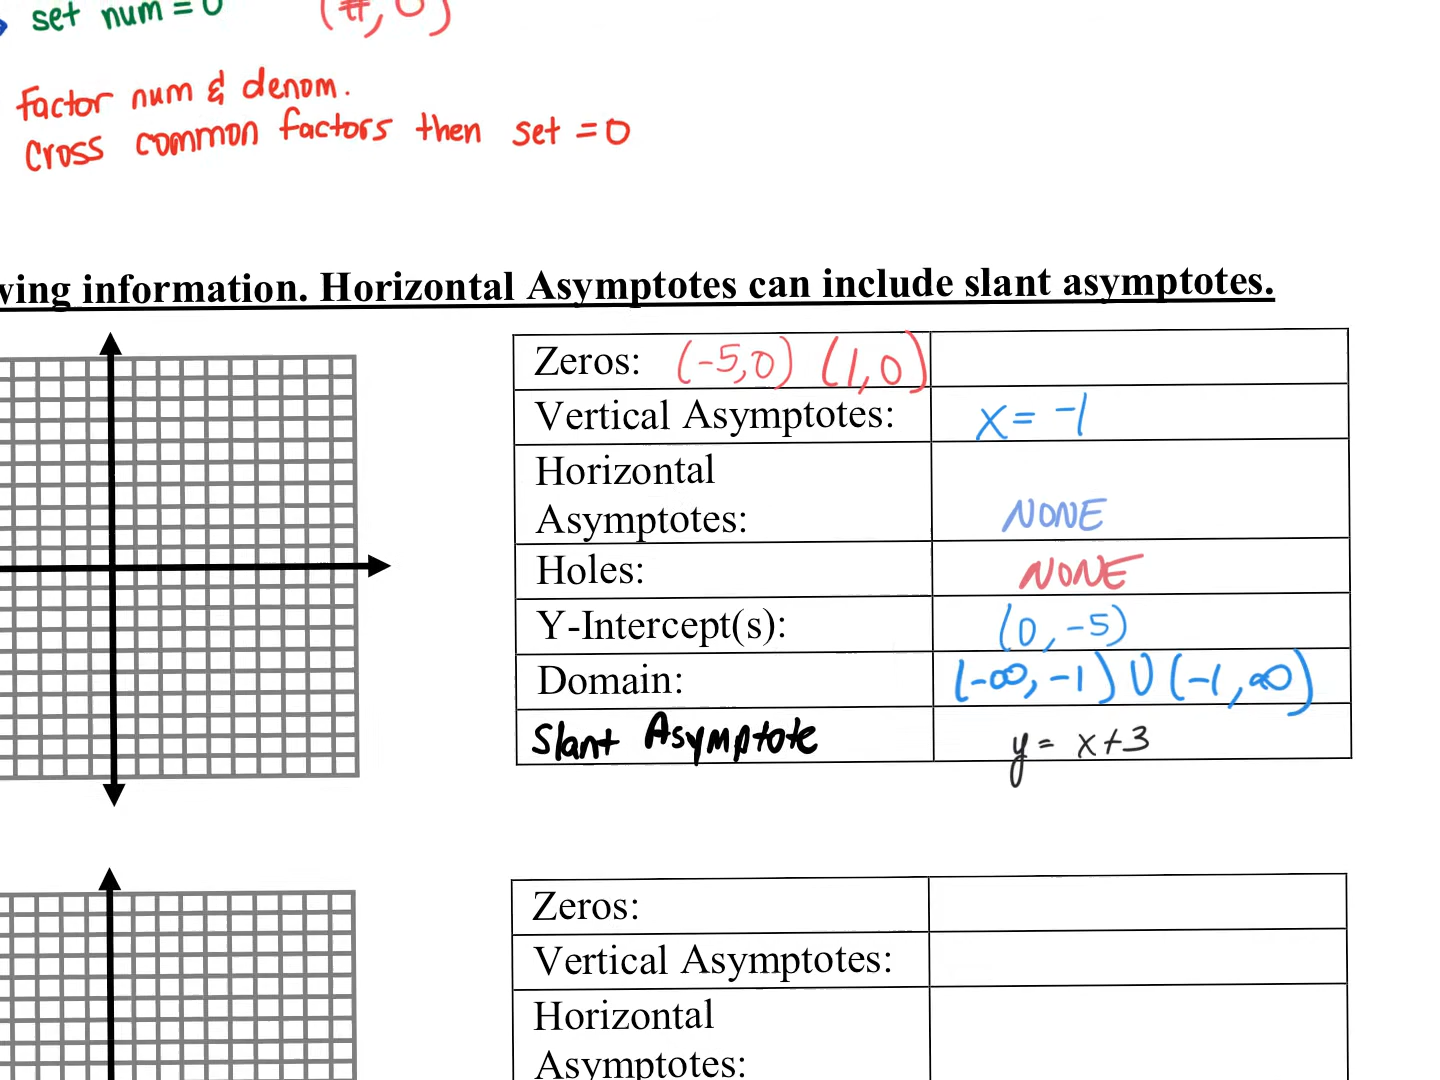 set num = 0 (#, 0)
Factor num & denom.
Cross common factors then set = 0
wing information. Horizontal Asymptotes can include slant asymptotes.
Zeros: (-5,0) (1,0)
Vertical Asymptotes: x = -1
Horizontal
Asymptotes: NONE
Holes: NONE
Y-Intercept(s): (0, -5)
Domain: (-∞, -1) U (-1, ∞)
Slant Asymptote y = x+3
Zeros:
Vertical Asymptotes:
Horizontal
Asymptotes: